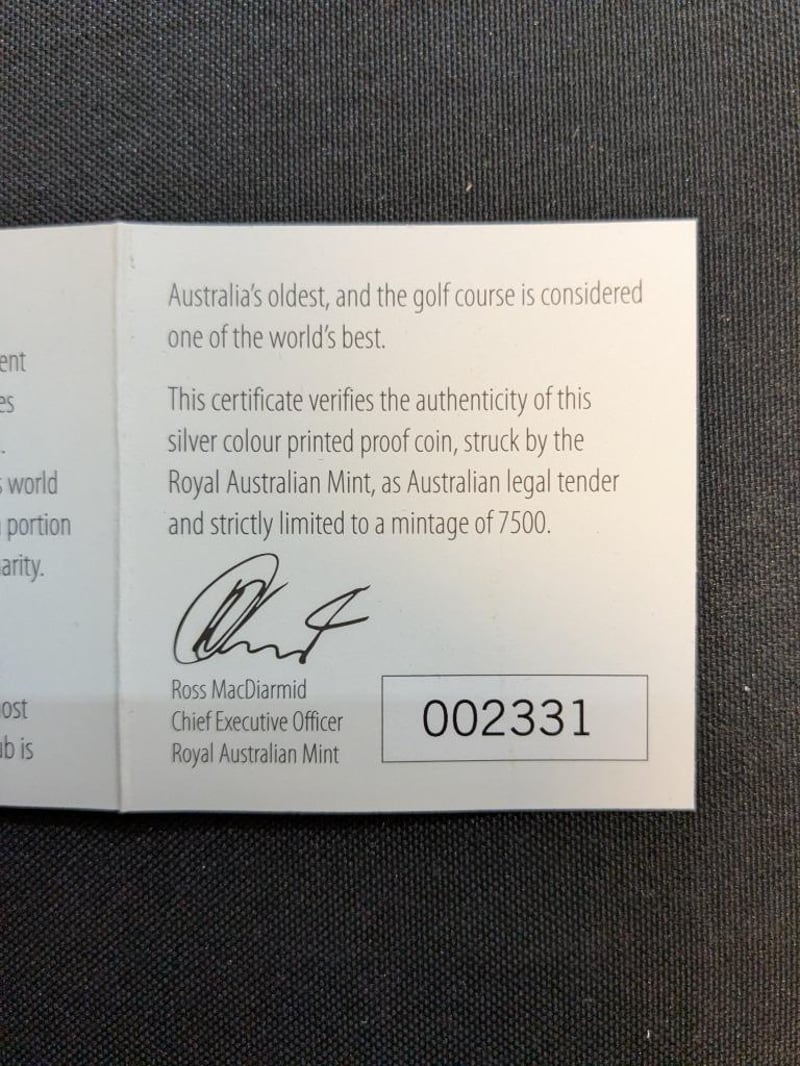 ent
es
.
s world
portion
arity.
ost
ub is
Australia's oldest, and the golf course is considered
one of the world's best.
This certificate verifies the authenticity of this
silver colour printed proof coin, struck by the
Royal Australian Mint, as Australian legal tender
and strictly limited to a mintage of 7500.
Ross MacDiarmid
Chief Executive Officer
Royal Australian Mint
002331